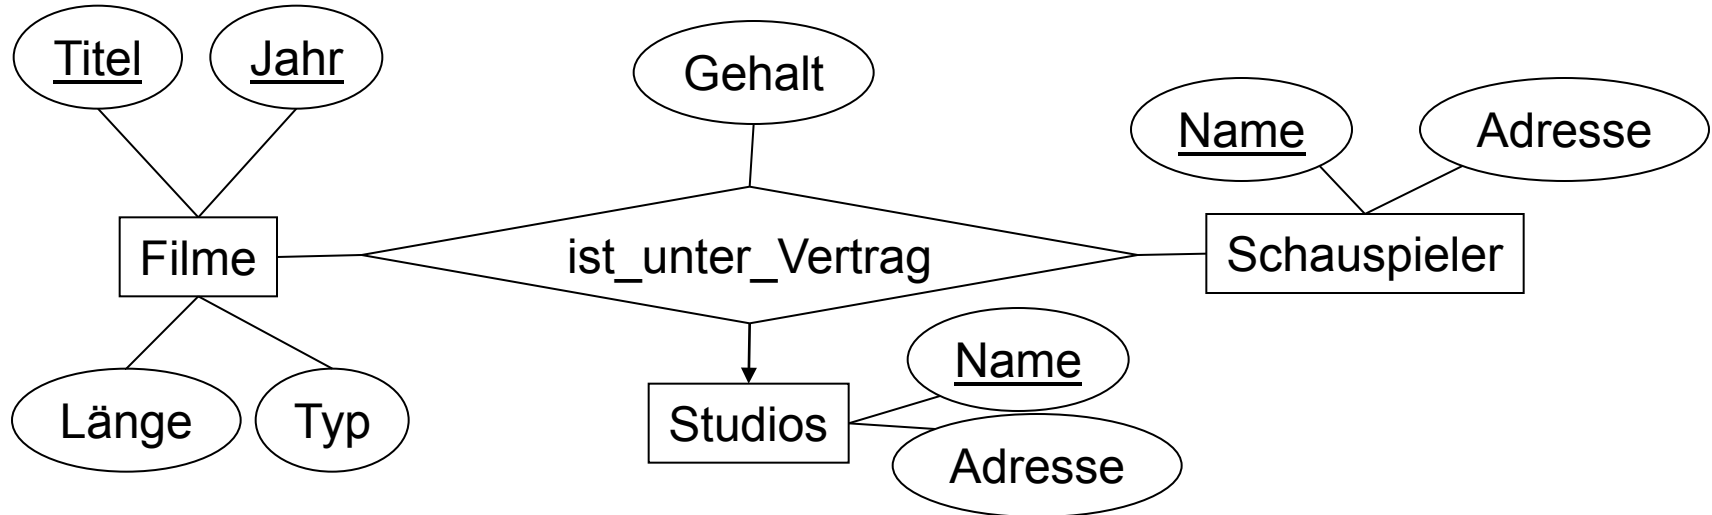 Titel
Jahr
Gehalt
Name
Adresse
Filme
ist_unter_Vertrag
Schauspieler
Länge
Typ
Studios
Name
Adresse